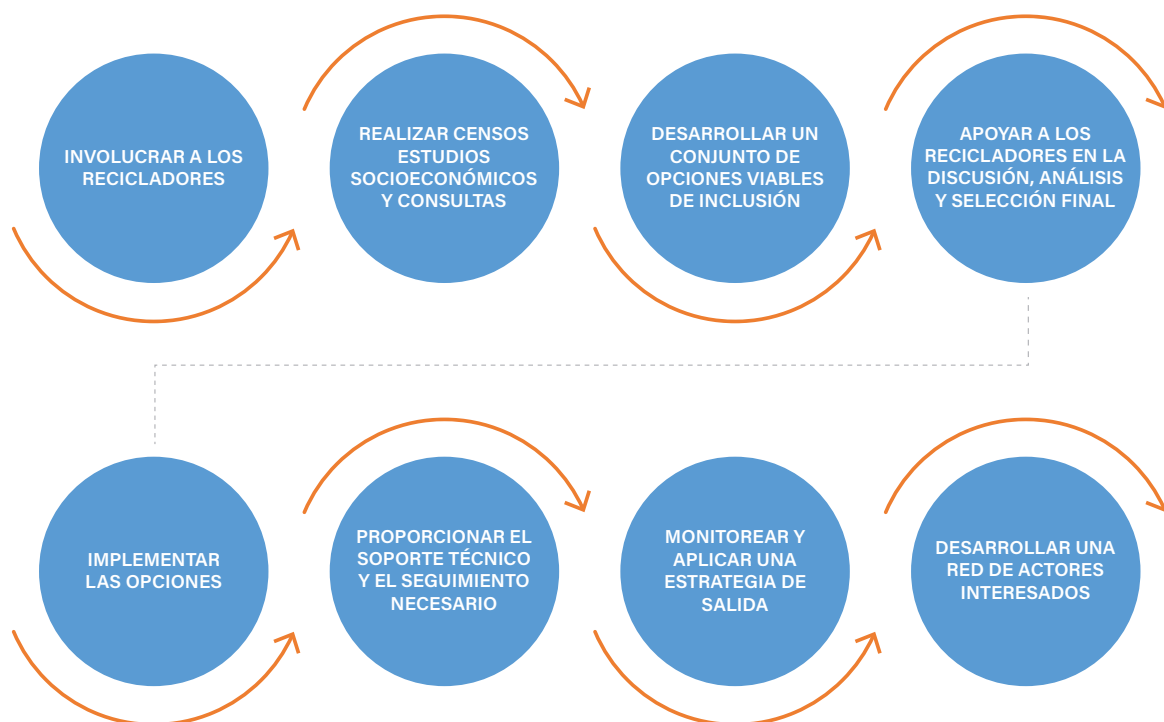 INVOLUCRAR A LOS
RECICLADORES
REALIZAR CENSOS
ESTUDIOS
SOCIOECONÓMICOS
Y CONSULTAS
DESARROLLAR UN
CONJUNTO DE
OPCIONES VIABLES
DE INCLUSIÓN
APOYAR A LOS
RECICLADORES EN LA
DISCUSIÓN, ANÁLISIS
Y SELECCIÓN FINAL
IMPLEMENTAR
LAS OPCIONES
PROPORCIONAR EL
SOPORTE TÉCNICO
Y EL SEGUIMIENTO
NECESARIO
MONITOREAR Y
APLICAR UNA
ESTRATEGIA DE
SALIDA
DESARROLLAR UNA
RED DE ACTORES
INTERESADOS